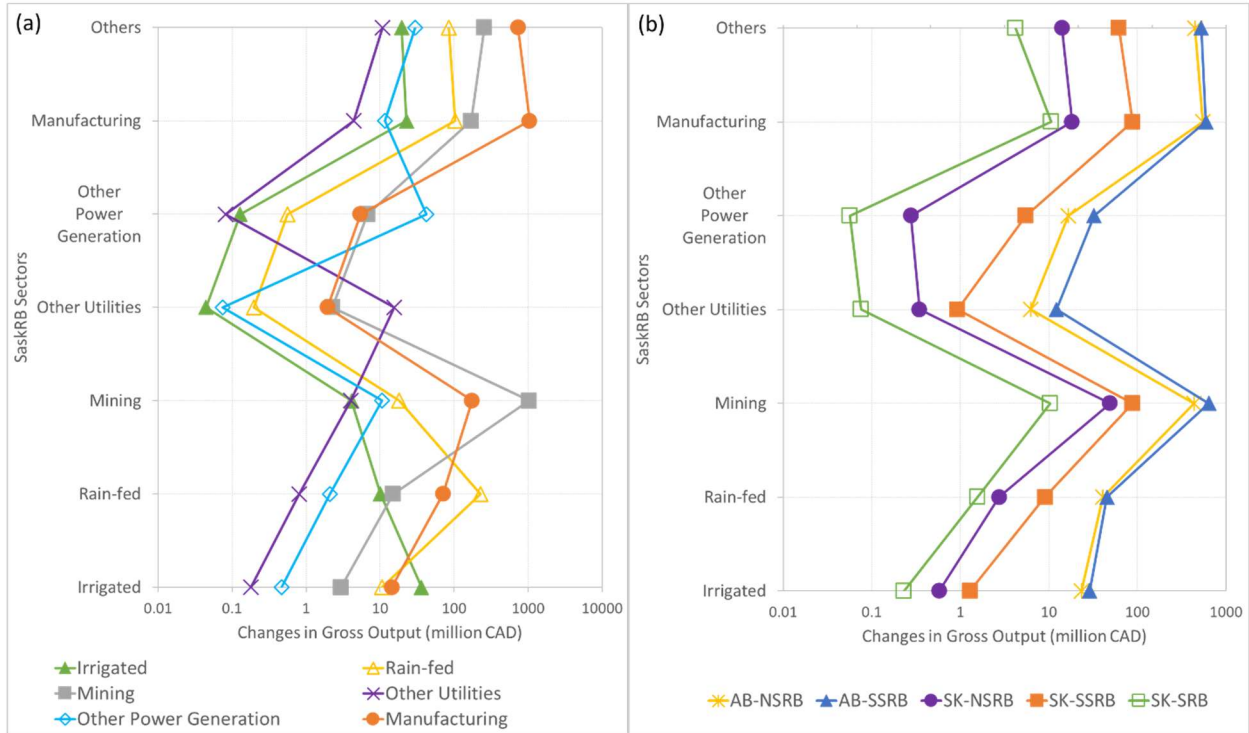 (a)
Others
Manufacturing
Other
Power
Generation
Other Utilities
Mining
Rain-fed
Irrigated
SaskRB Sectors
0.01 0.1 1 10 100 1000 10000
Changes in Gross Output (million CAD)
Irrigated Rain-fed
Mining Other Utilities
Other Power Generation Manufacturing
(b)
Others
Manufacturing
Other
Power
Generation
Other Utilities
Mining
Rain-fed
Irrigated
SaskRB Sectors
0.01 0.1 1 10 100 1000
Changes in Gross Output (million CAD)
AB-NSRB AB-SSRB SK-NSRB SK-SSRB SK-SRB